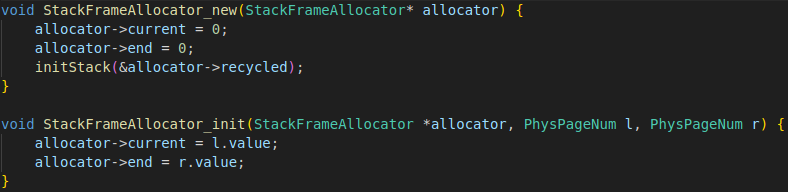 void StackFrameAllocator_new(StackFrameAllocator* allocator) {
    allocator->current = 0;
    allocator->end = 0;
    initStack(&allocator->recycled);
}

void StackFrameAllocator_init(StackFrameAllocator *allocator, PhysPageNum l, PhysPageNum r) {
    allocator->current = l.value;
    allocator->end = r.value;
}